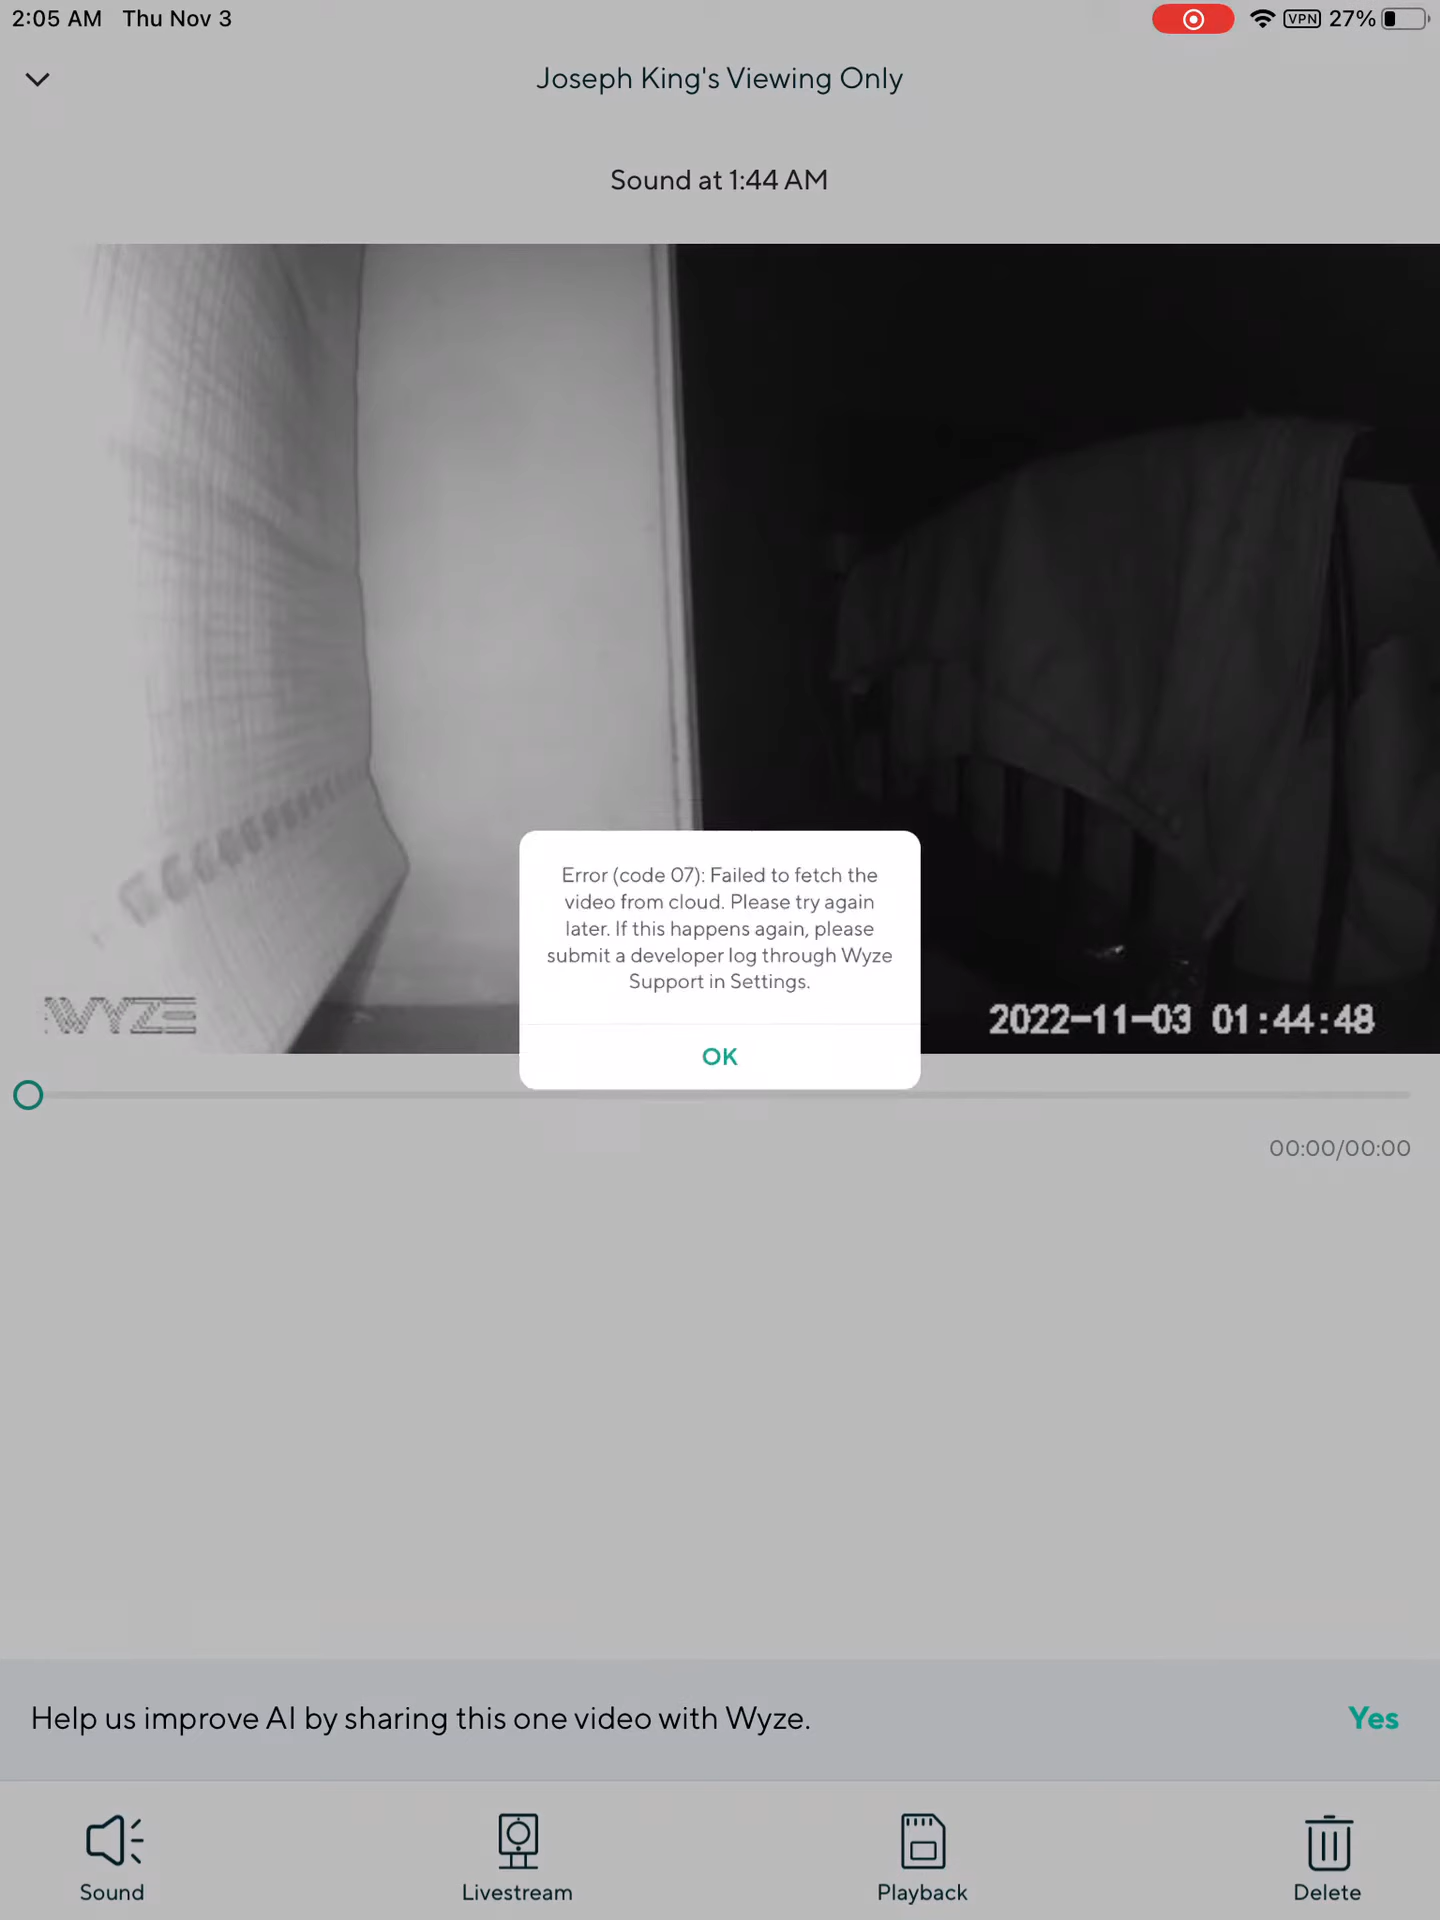 2:05 AM Thu Nov 3
VPN 27%
Joseph King's Viewing Only
Sound at 1:44 AM
Error (code 07): Failed to fetch the
video from cloud. Please try again
later. If this happens again, please
submit a developer log through Wyze
Support in Settings.
OK
WYZE
2022-11-03 01:44:48
00:00/00:00
Help us improve AI by sharing this one video with Wyze.
Yes
Sound
Livestream
Playback
Delete